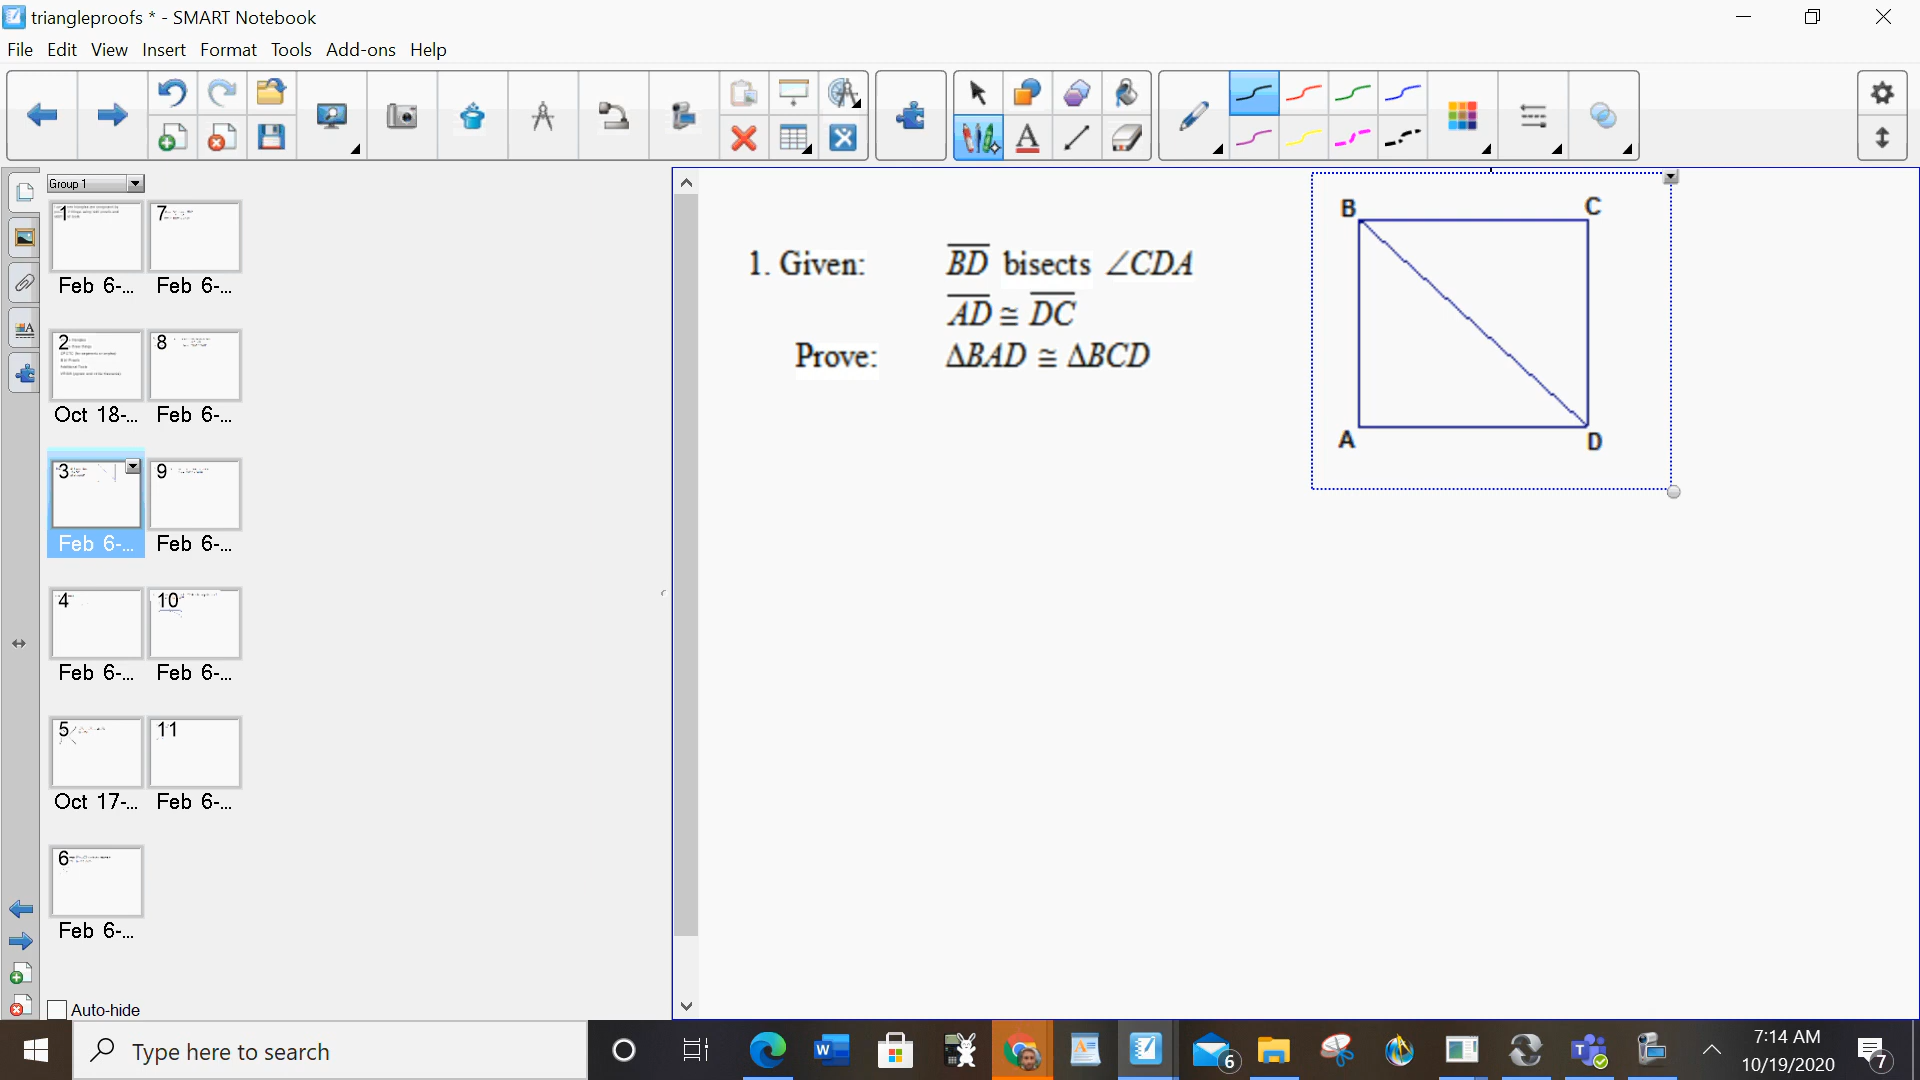 triangleproofs * - SMART Notebook
File Edit View Insert Format Tools Add-ons Help
Group 1
1
7
Feb 6-...
Feb 6-...
2
8
Oct 18-...
Feb 6-...
3
9
Feb 6-...
Feb 6-...
4
10
Feb 6-...
Feb 6-...
5
11
Oct 17-...
Feb 6-...
6
Feb 6-...
Auto-hide
1. Given: BD bisects ∠CDA
AD ≅ DC
Prove: ΔBAD ≅ ΔBCD
B C
A D
Type here to search
6
7:14 AM
10/19/2020
7